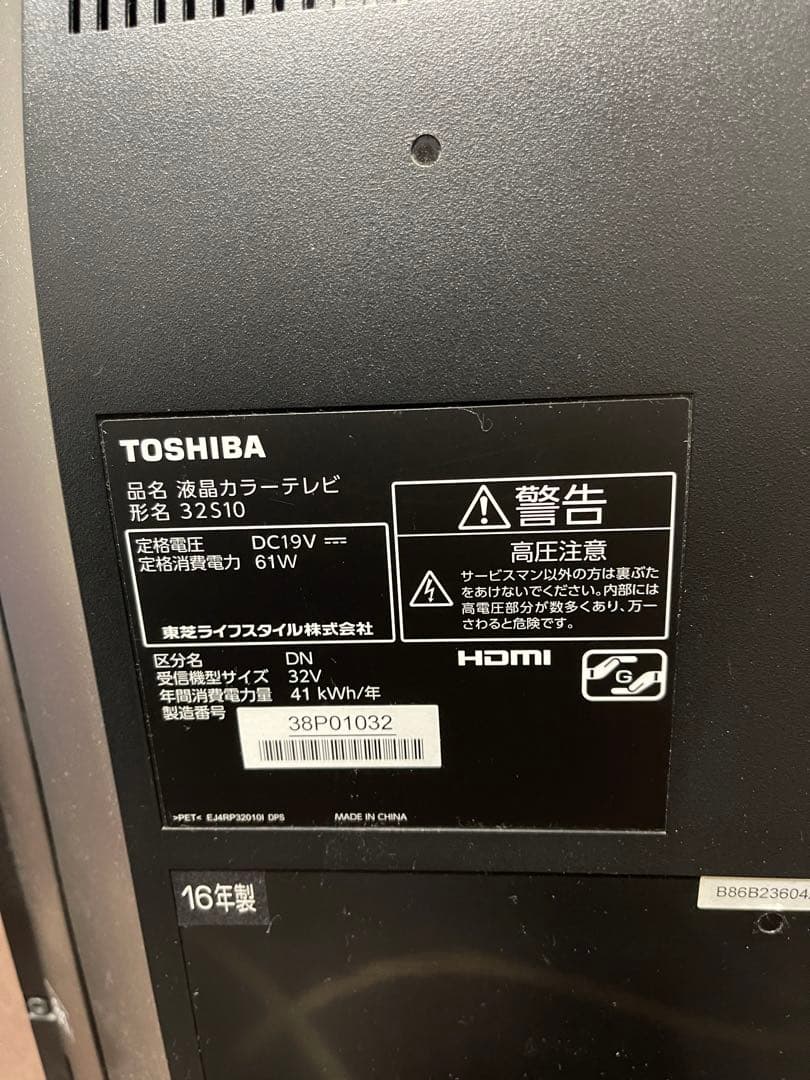 TOSHIBA
品名 液晶カラーテレビ
形名 32S10
定格電圧 DC19V ⎓
定格消費電力 61W
東芝ライフスタイル株式会社
警告
高圧注意
サービスマン以外の方は裏ぶた
をあけないでください。内部には
高電圧部分が数多くあり、万一
さわると危険です。
区分名 DN
受信機型サイズ 32V
年間消費電力量 41 kWh/年
製造番号
38P01032
HDMI
G
>PET< EJ4RP32010I DPS MADE IN CHINA
16年製
B86B23604